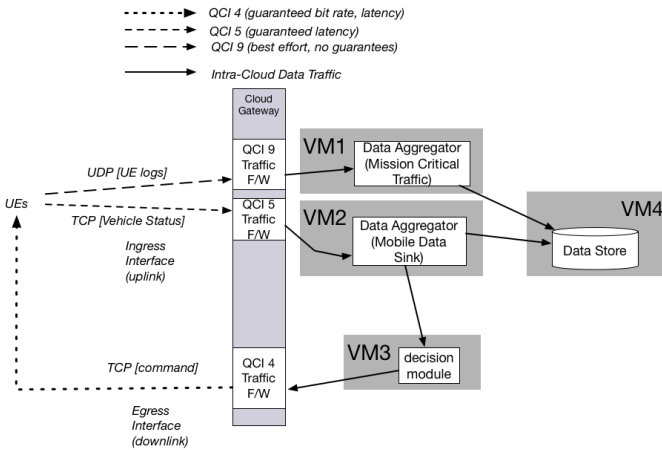 QCI 4 (guaranteed bit rate, latency)
QCI 5 (guaranteed latency)
QCI 9 (best effort, no guarantees)
Intra-Cloud Data Traffic
Cloud
Gateway
QCI 9
Traffic
F/W
VM1
Data Aggregator
(Mission Critical
Traffic)
UDP [UE logs]
UEs
QCI 5
Traffic
F/W
TCP [Vehicle Status]
VM2
Data Aggregator
(Mobile Data
Sink)
VM4
Data Store
Ingress
Interface
(uplink)
VM3
decision
module
TCP [command]
QCI 4
Traffic
F/W
Egress
Interface
(downlink)